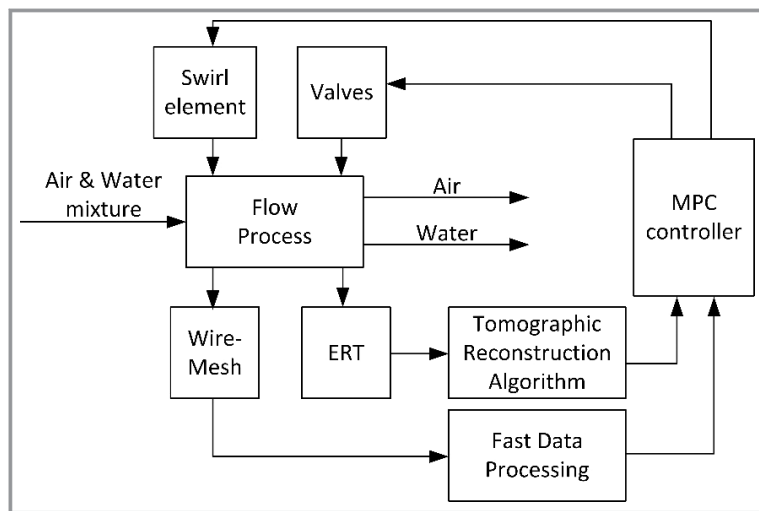 Swirl
element
Valves
Air & Water
mixture
Flow
Process
Air
Water
MPC
controller
Wire-
Mesh
ERT
Tomographic
Reconstruction
Algorithm
Fast Data
Processing